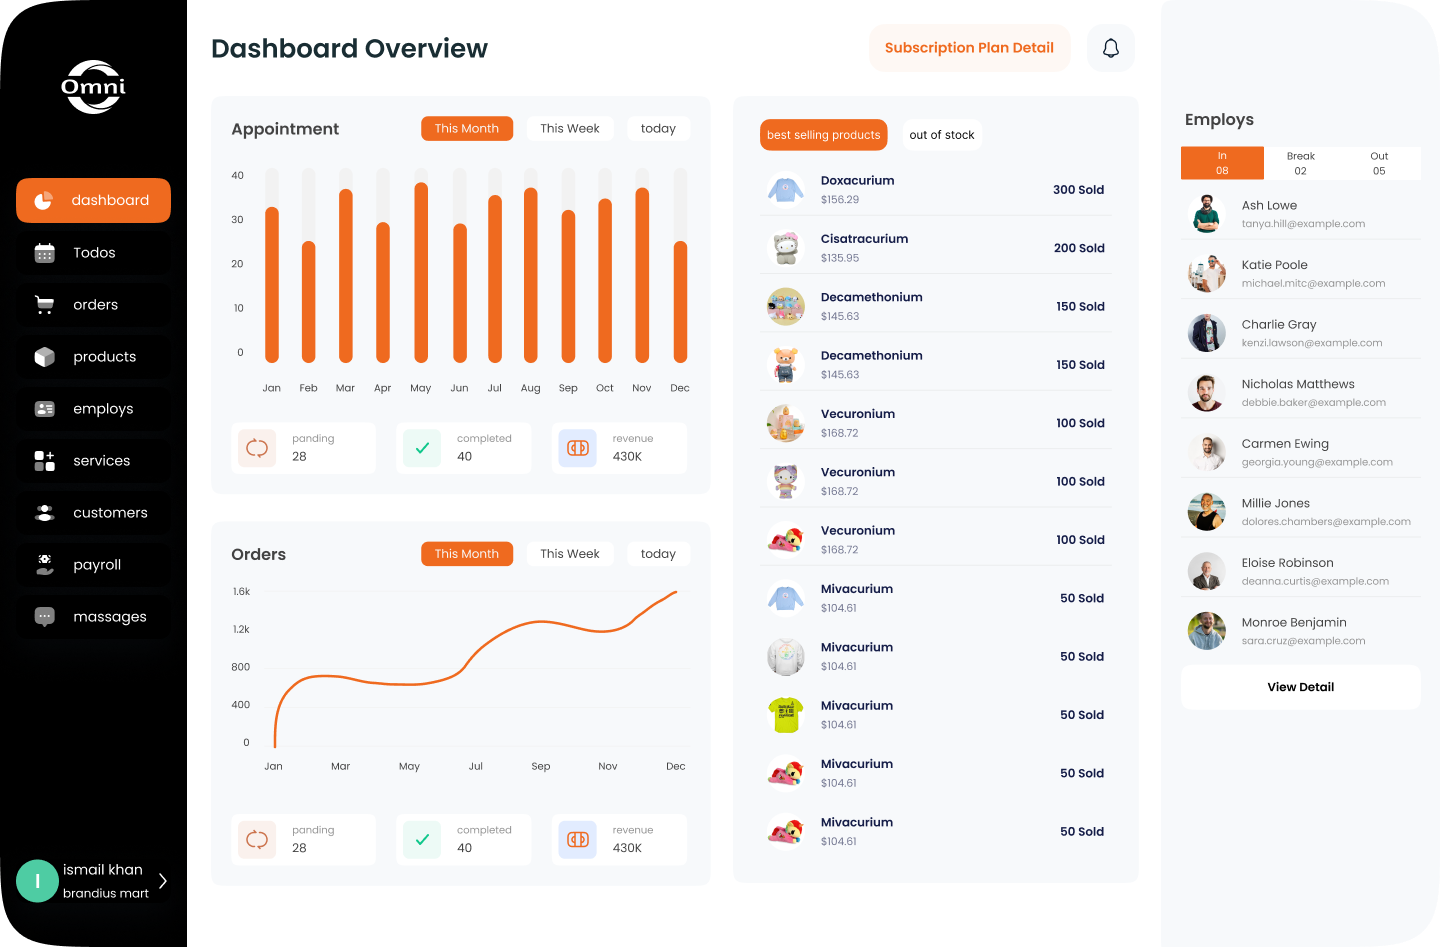 Omni
dashboard
Todos
orders
products
employs
services
customers
payroll
massages
I
ismail khan
brandius mart
Dashboard Overview
Subscription Plan Detail
Appointment
This Month
This Week
today
40
30
20
10
0
Jan Feb Mar Apr May Jun Jul Aug Sep Oct Nov Dec
panding
28
completed
40
revenue
430K
Orders
This Month
This Week
today
1.6k
1.2k
800
400
0
Jan Mar May Jul Sep Nov Dec
panding
28
completed
40
revenue
430K
best selling products
out of stock
Doxacurium
$156.29
300 Sold
Cisatracurium
$135.95
200 Sold
Decamethonium
$145.63
150 Sold
Decamethonium
$145.63
150 Sold
Vecuronium
$168.72
100 Sold
Vecuronium
$168.72
100 Sold
Vecuronium
$168.72
100 Sold
Mivacurium
$104.61
50 Sold
Mivacurium
$104.61
50 Sold
Mivacurium
$104.61
50 Sold
Mivacurium
$104.61
50 Sold
Mivacurium
$104.61
50 Sold
Employs
In
08
Break
02
Out
05
Ash Lowe
tanya.hill@example.com
Katie Poole
michael.mitc@example.com
Charlie Gray
kenzi.lawson@example.com
Nicholas Matthews
debbie.baker@example.com
Carmen Ewing
georgia.young@example.com
Millie Jones
dolores.chambers@example.com
Eloise Robinson
deanna.curtis@example.com
Monroe Benjamin
sara.cruz@example.com
View Detail